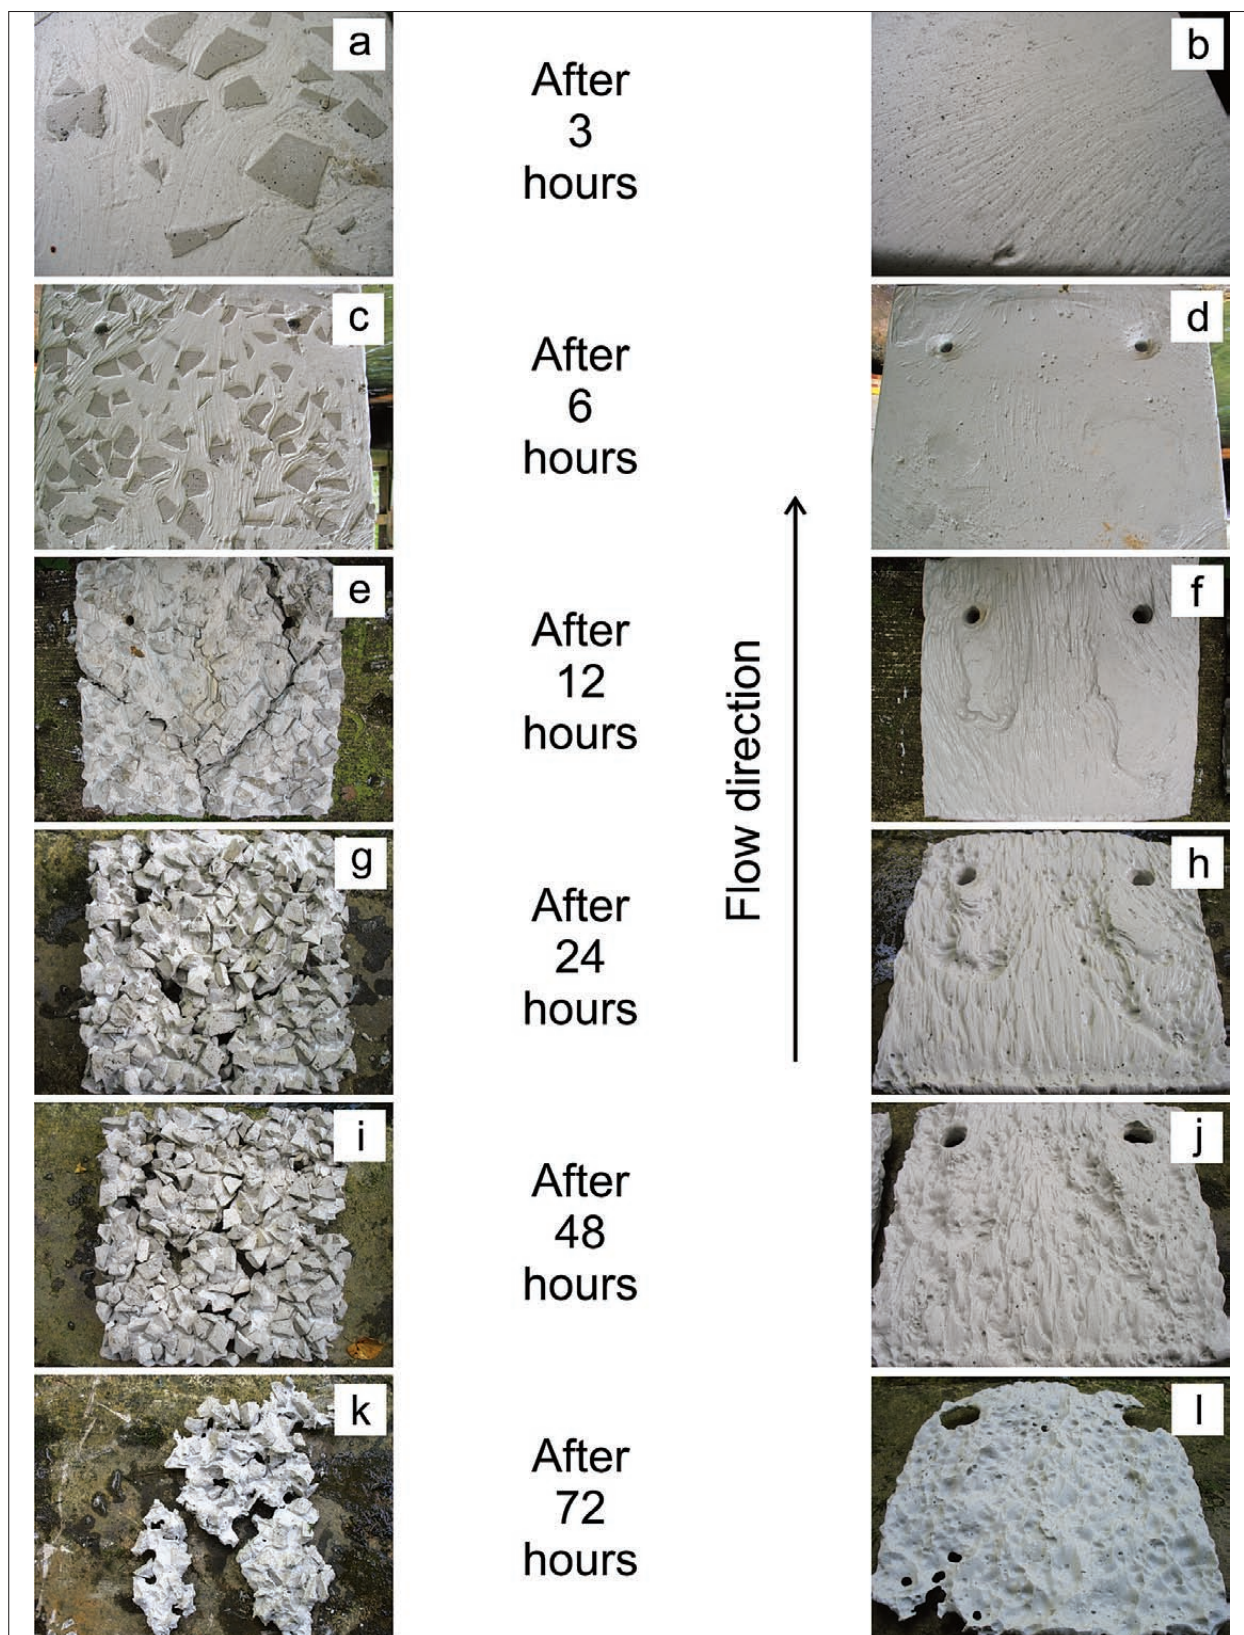 a
After
3
hours
b
c
After
6
hours
d
e
After
12
hours
Flow direction
f
g
After
24
hours
h
i
After
48
hours
j
k
After
72
hours
l